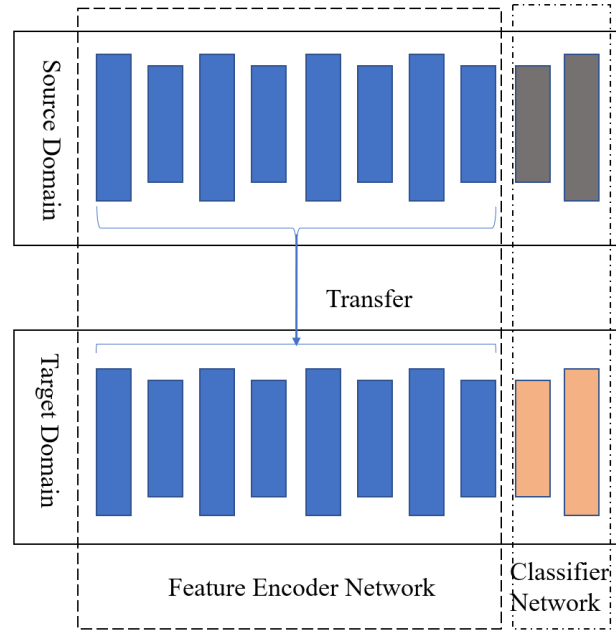 Source Domain
Transfer
Target Domain
Feature Encoder Network
Classifier
Network